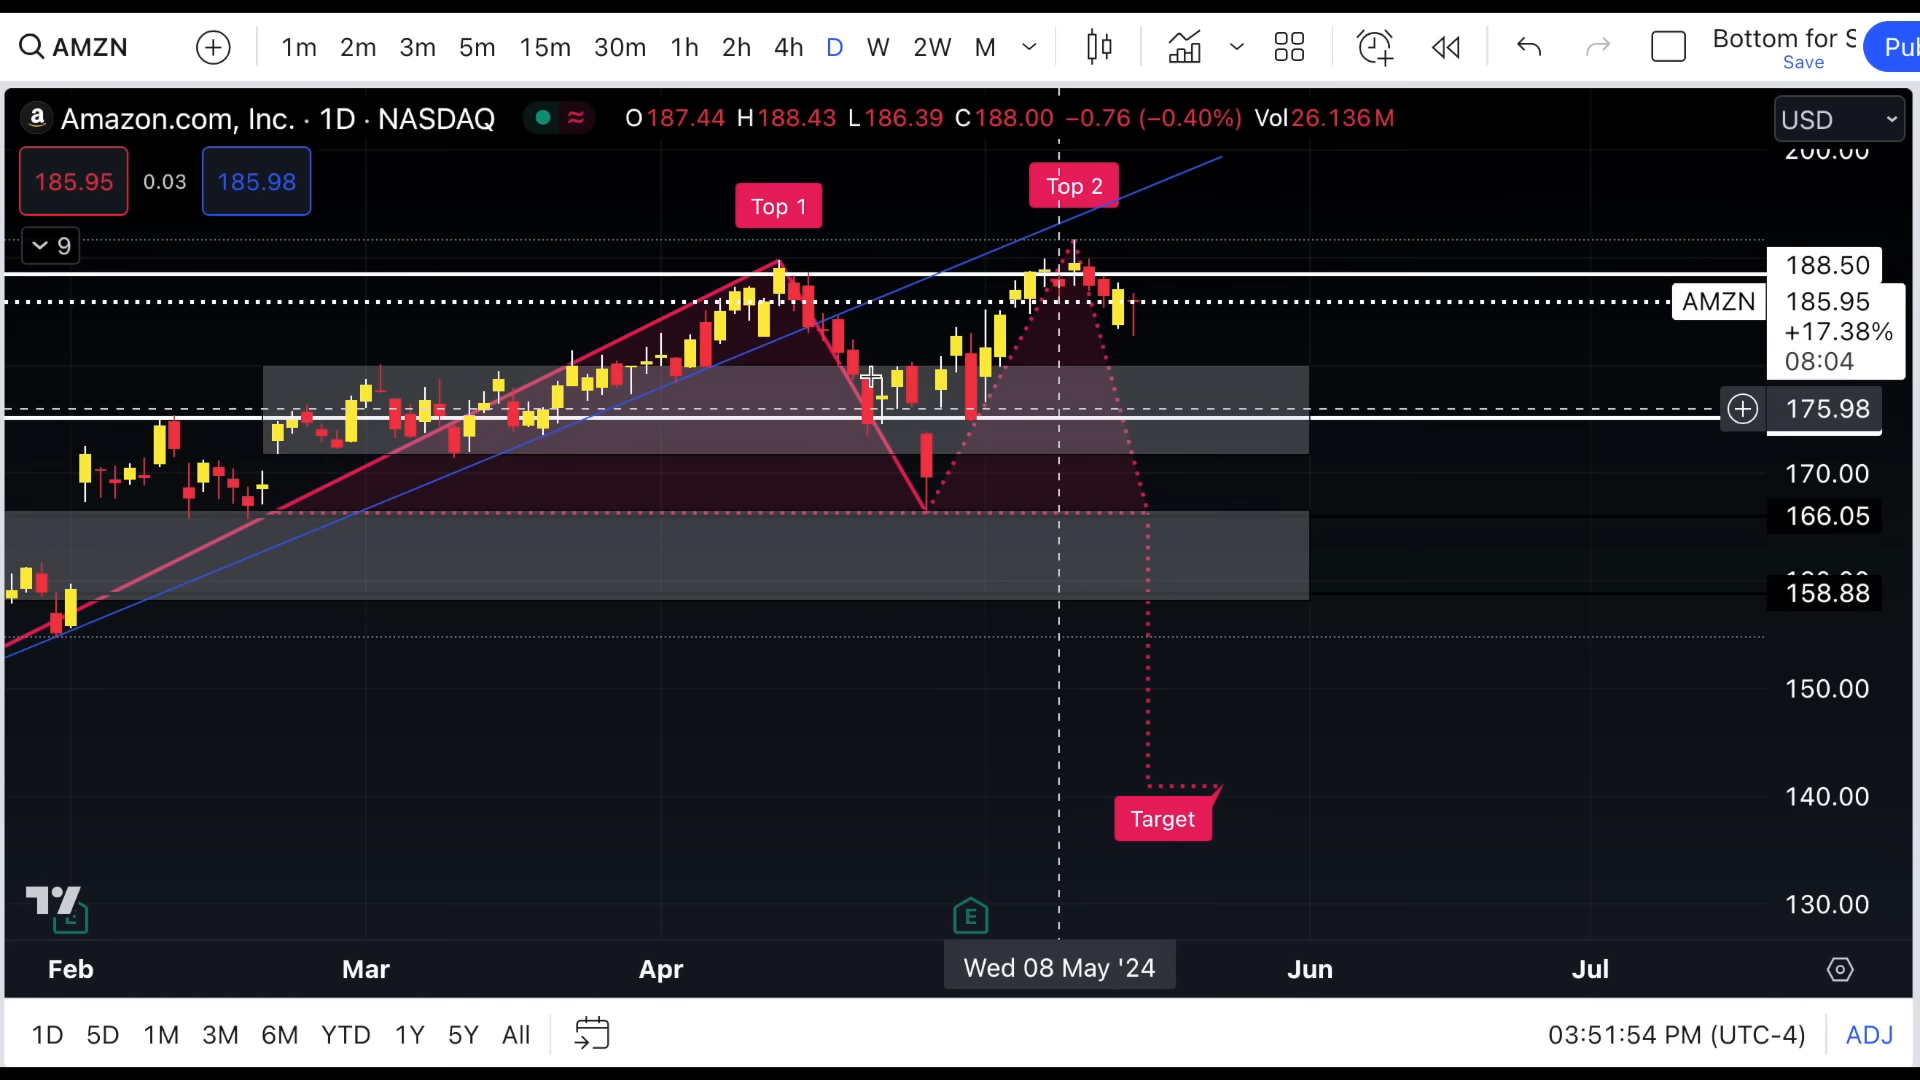 AMZN
1m 2m 3m 5m 15m 30m 1h 2h 4h D W 2W M
Bottom for S
Save
Pub
Amazon.com, Inc. · 1D · NASDAQ
O187.44 H188.43 L186.39 C188.00 −0.76 (−0.40%) Vol26.136M
USD
200.00
185.95
0.03
185.98
9
Top 1
Top 2
188.50
AMZN
185.95
+17.38%
08:04
175.98
170.00
166.05
158.88
150.00
140.00
Target
130.00
E
E
Feb
Mar
Apr
Wed 08 May '24
Jun
Jul
1D 5D 1M 3M 6M YTD 1Y 5Y All
03:51:54 PM (UTC-4)
ADJ